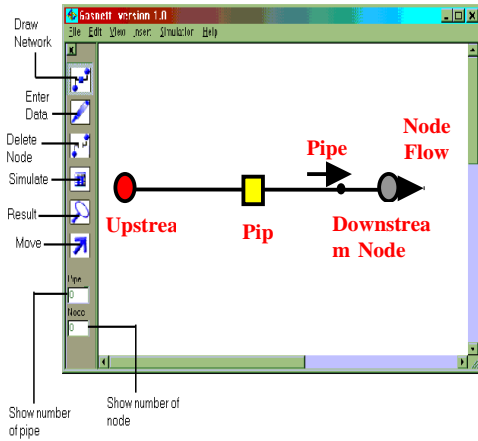 Gasnett version 1.0
File Edit View Insert Simulator Help
Draw
Network
Enter
Data
Delete
Node
Simulate
Result
Move
Pipe
0
Node
0
Show number
of pipe
Show number of
node
Upstrea
Pip
Pipe
Downstrea
m Node
Node
Flow